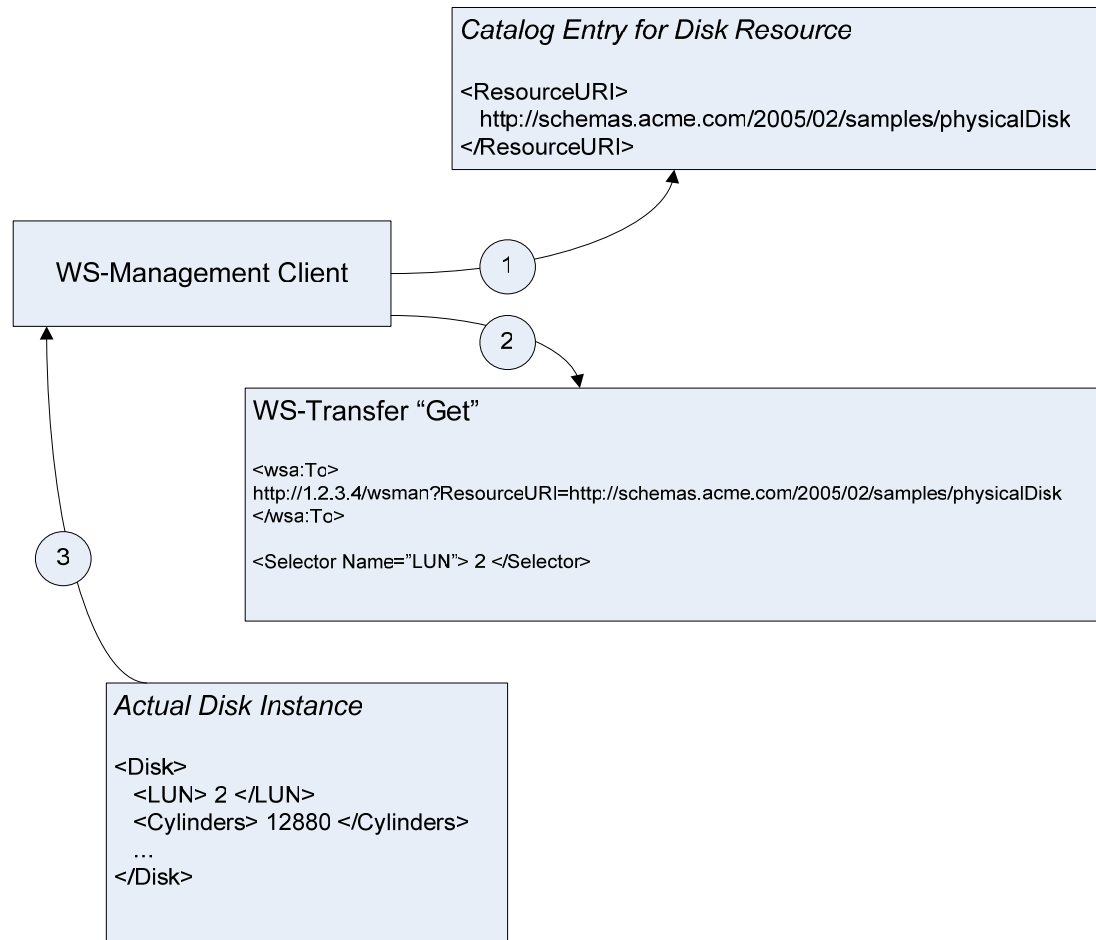 Catalog Entry for Disk Resource
<ResourceURI>
http://schemas.acme.com/2005/02/samples/physicalDisk
</ResourceURI>
WS-Management Client
1
2
WS-Transfer “Get”
<wsa:To>
http://1.2.3.4/wsman?ResourceURI=http://schemas.acme.com/2005/02/samples/physicalDisk
</wsa:To>
<Selector Name=”LUN”> 2 </Selector>
3
Actual Disk Instance
<Disk>
<LUN> 2 </LUN>
<Cylinders> 12880 </Cylinders>
...
</Disk>